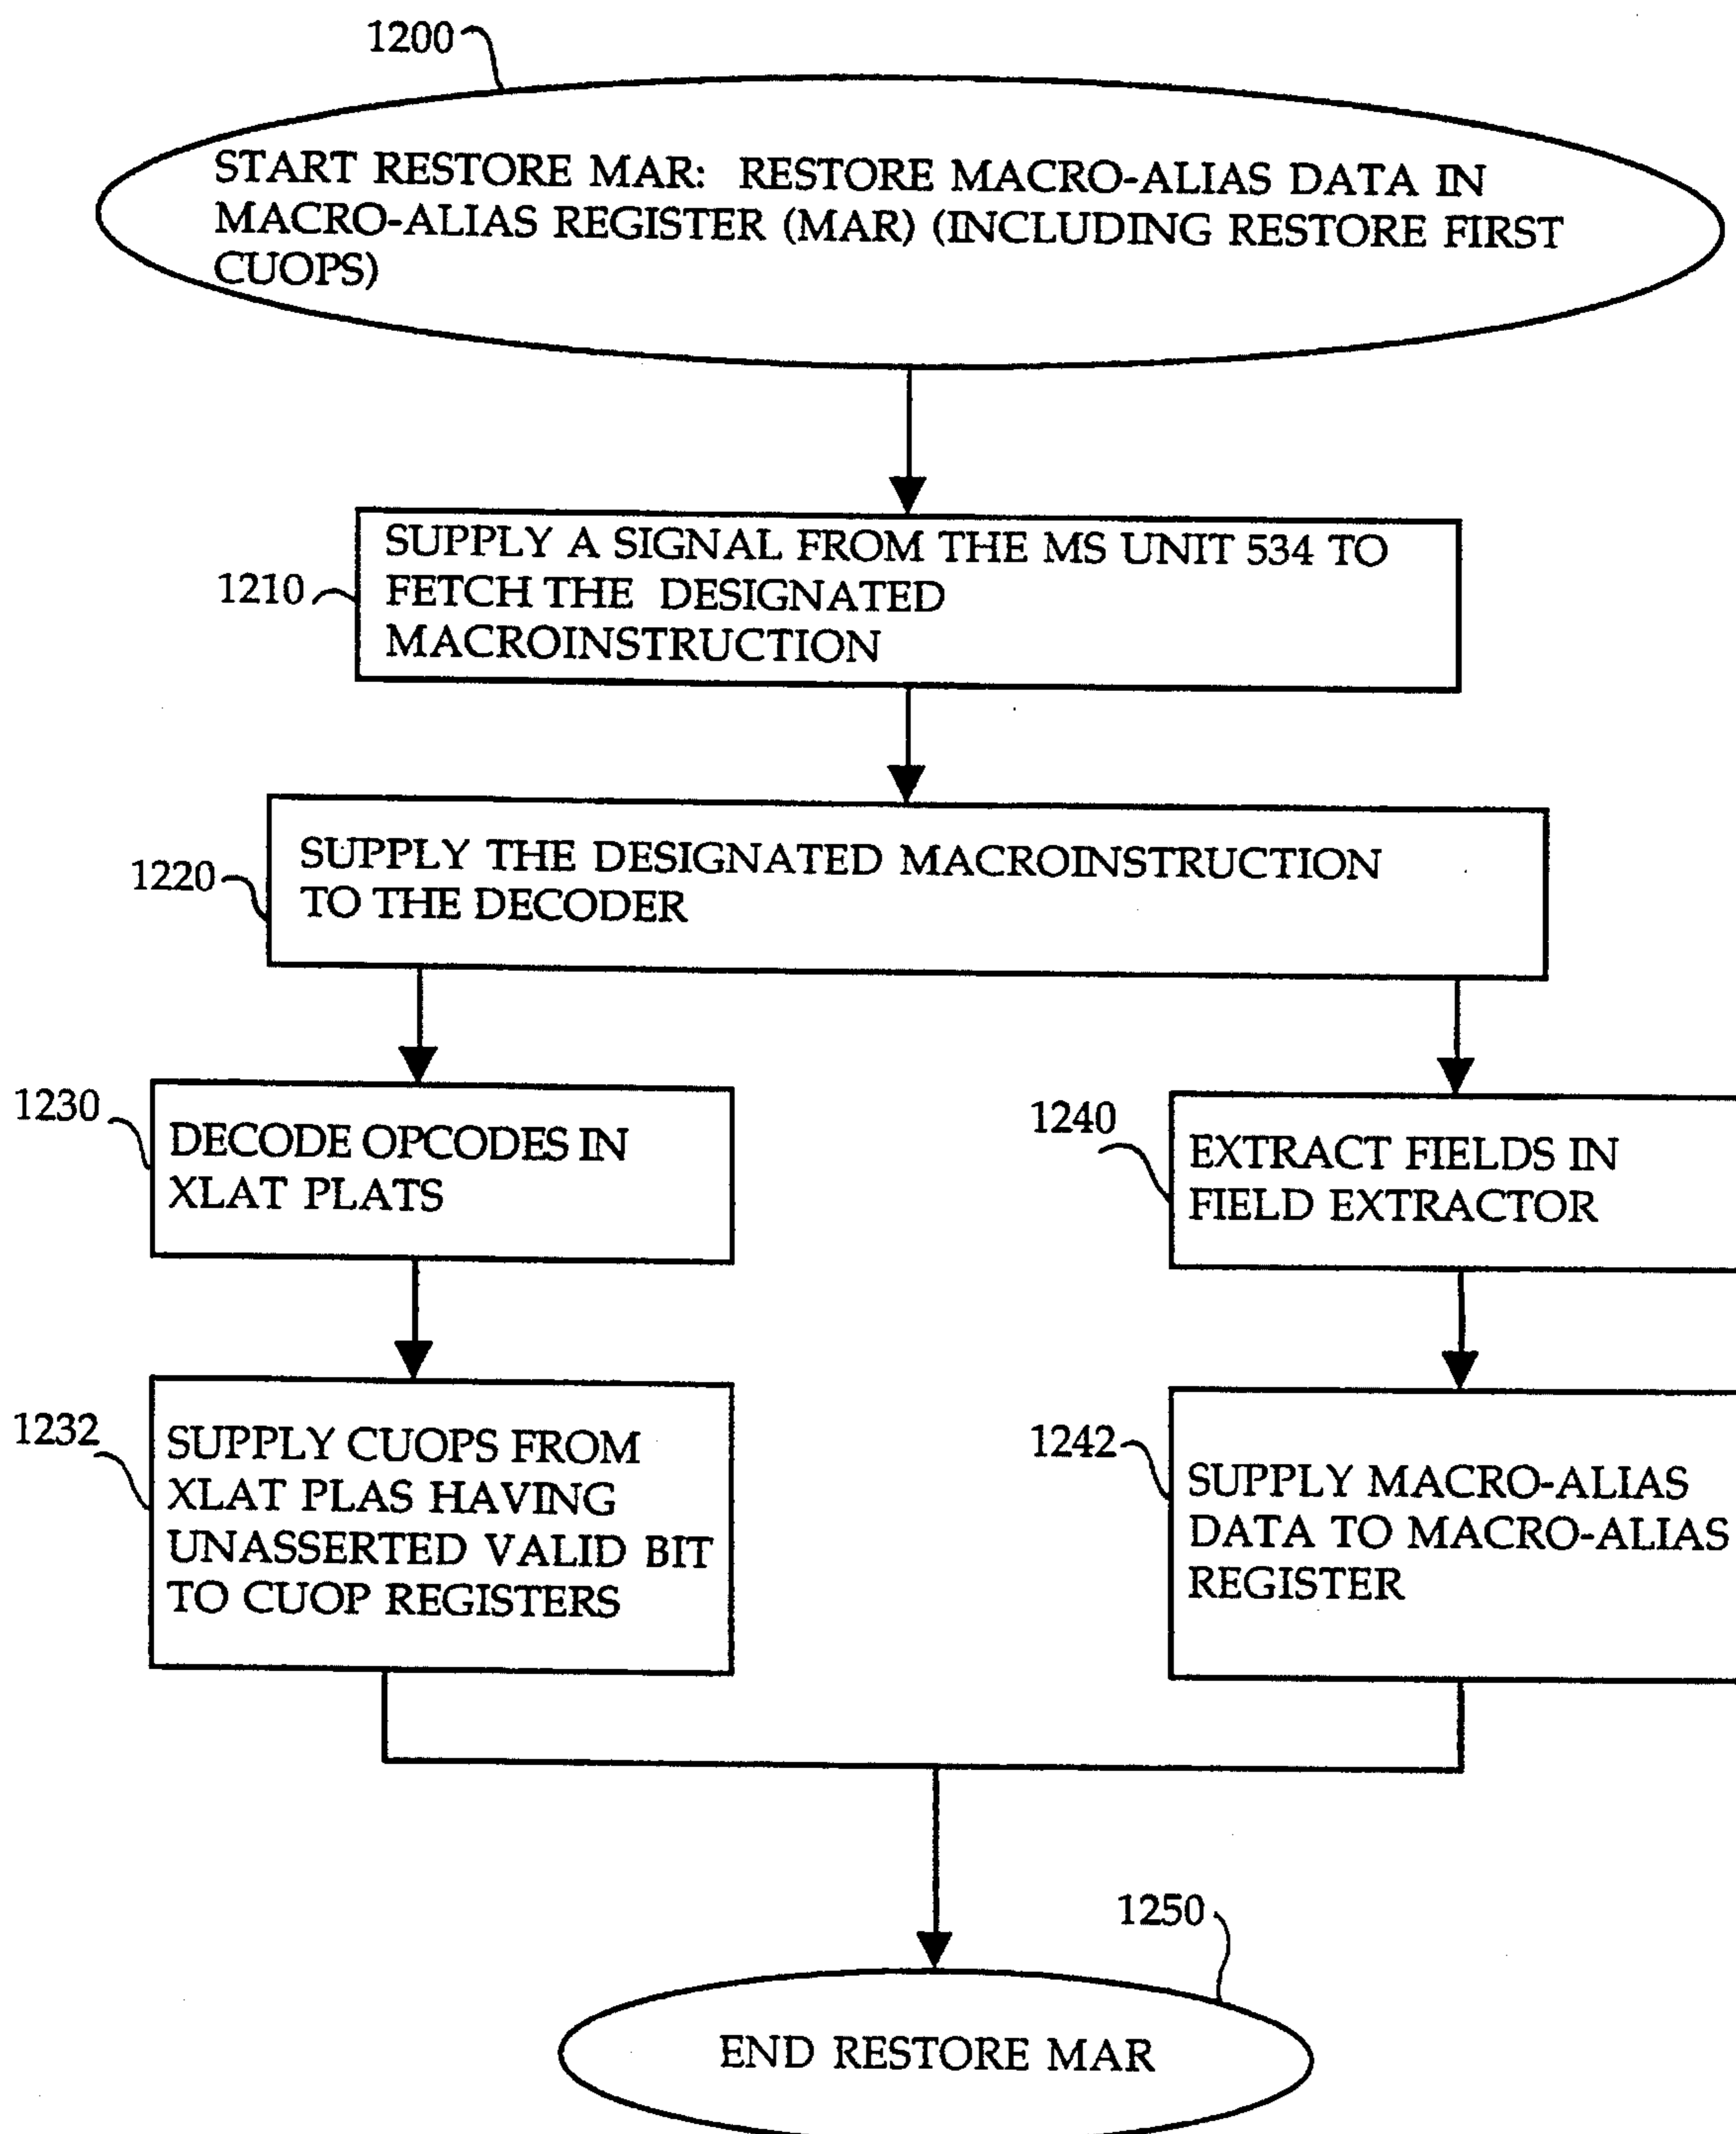 1200
START RESTORE MAR: RESTORE MACRO-ALIAS DATA IN
MACRO-ALIAS REGISTER (MAR) (INCLUDING RESTORE FIRST
CUOPS)
1210
SUPPLY A SIGNAL FROM THE MS UNIT 534 TO
FETCH THE DESIGNATED
MACROINSTRUCTION
1220
SUPPLY THE DESIGNATED MACROINSTRUCTION
TO THE DECODER
1230
DECODE OPCODES IN
XLAT PLATS
1240
EXTRACT FIELDS IN
FIELD EXTRACTOR
1232
SUPPLY CUOPS FROM
XLAT PLAS HAVING
UNASSERTED VALID BIT
TO CUOP REGISTERS
1242
SUPPLY MACRO-ALIAS
DATA TO MACRO-ALIAS
REGISTER
1250
END RESTORE MAR